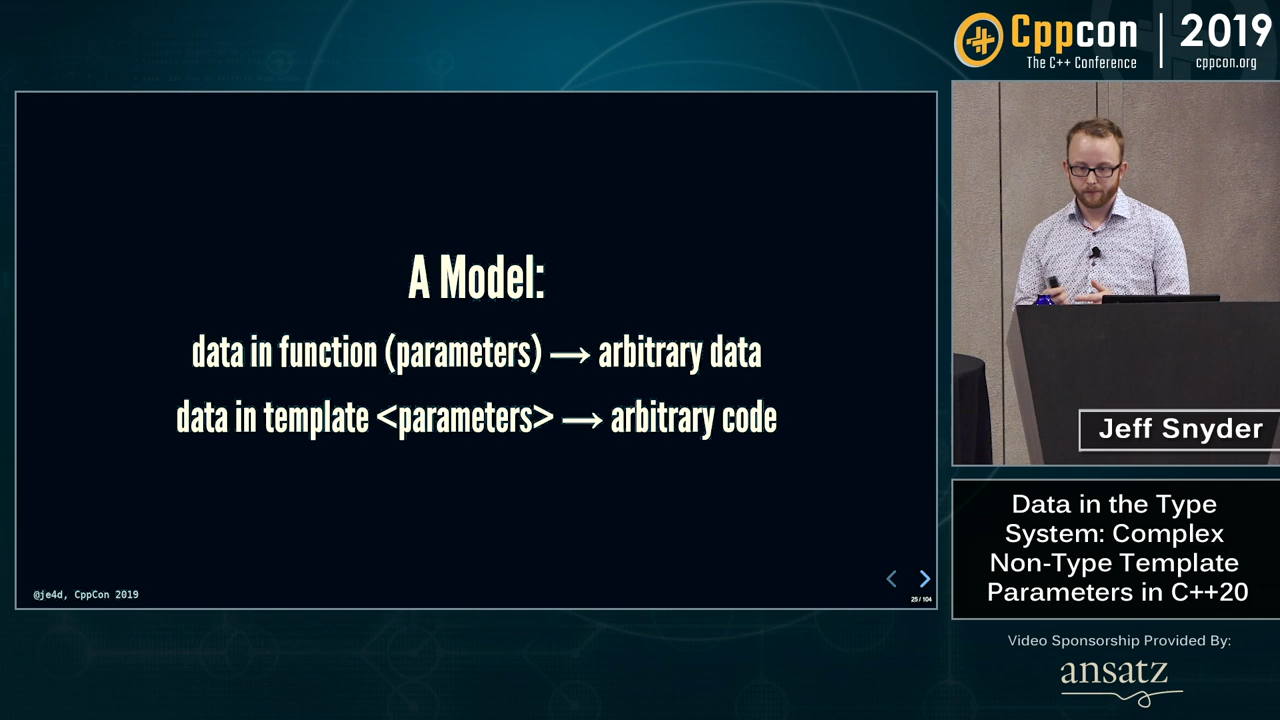 Cppcon
The C++ Conference
2019
cppcon.org
A Model:
data in function (parameters) ⟶ arbitrary data
data in template <parameters> ⟶ arbitrary code
@je4d, CppCon 2019
25 / 104
Jeff Snyder
Data in the Type
System: Complex
Non-Type Template
Parameters in C++20
Video Sponsorship Provided By:
ansatz